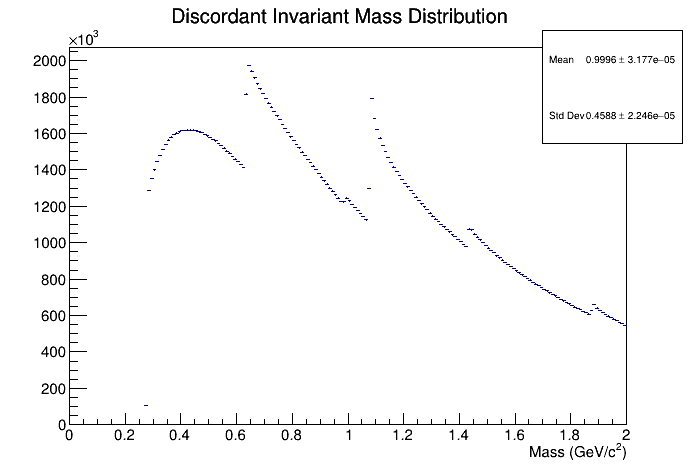 Discordant Invariant Mass Distribution
×10³
Mean 0.9996 ± 3.177e−05
Std Dev 0.4588 ± 2.246e−05
2000
1800
1600
1400
1200
1000
800
600
400
200
0
0 0.2 0.4 0.6 0.8 1 1.2 1.4 1.6 1.8 2
Mass (GeV/c²)